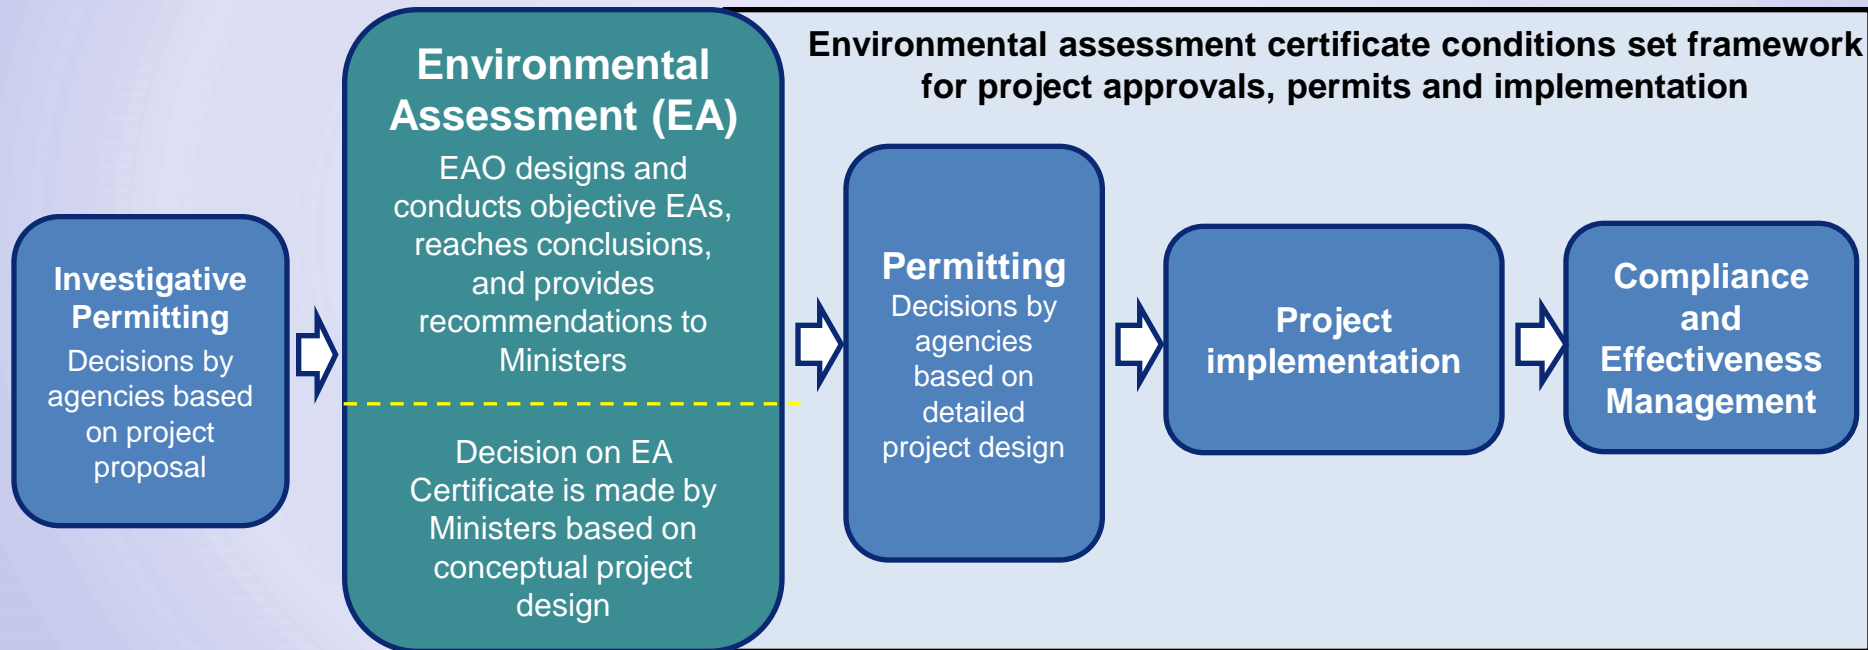 Environmental assessment certificate conditions set framework
for project approvals, permits and implementation
Investigative
Permitting
Decisions by
agencies based
on project
proposal
Environmental
Assessment (EA)
EAO designs and
conducts objective EAs,
reaches conclusions,
and provides
recommendations to
Ministers
Decision on EA
Certificate is made by
Ministers based on
conceptual project
design
Permitting
Decisions by
agencies
based on
detailed
project design
Project
implementation
Compliance
and
Effectiveness
Management